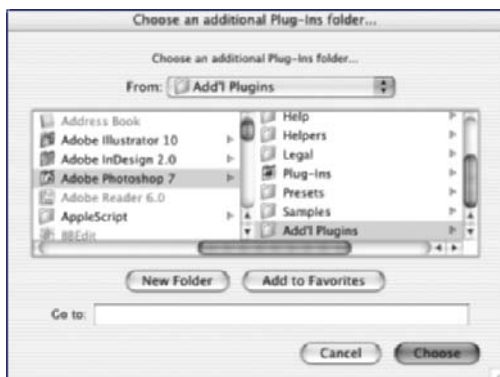 Choose an additional Plug-Ins folder...
Choose an additional Plug-Ins folder...
From: Add'l Plugins
Address Book
Adobe Illustrator 10
Adobe InDesign 2.0
Adobe Photoshop 7
Adobe Reader 6.0
AppleScript
BBEdit
Help
Helpers
Legal
Plug-Ins
Presets
Samples
Add'l Plugins
New Folder
Add to Favorites
Go to:
Cancel
Choose